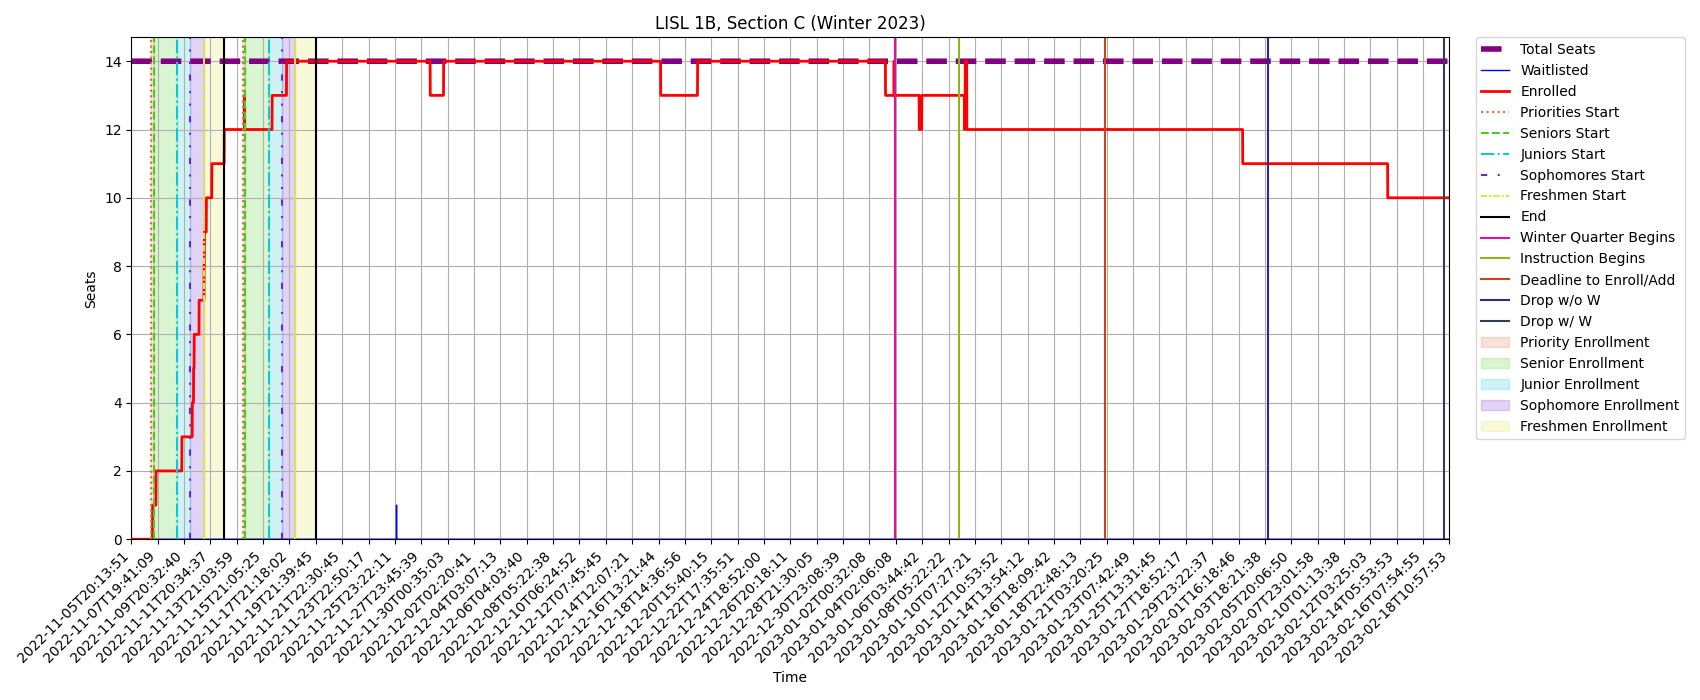 LISL 1B, Section C (Winter 2023)
Seats
14
12
10
8
6
4
2
0
2022-11-05T20:13:51
2022-11-07T19:41:09
2022-11-09T20:32:40
2022-11-11T20:34:37
2022-11-13T21:03:59
2022-11-15T21:05:25
2022-11-17T21:18:02
2022-11-19T21:39:45
2022-11-21T22:30:45
2022-11-23T22:50:17
2022-11-25T23:22:11
2022-11-27T23:45:39
2022-11-30T00:35:03
2022-12-02T02:20:41
2022-12-04T03:07:13
2022-12-06T04:03:40
2022-12-08T05:22:38
2022-12-10T06:24:52
2022-12-12T07:45:45
2022-12-14T12:07:21
2022-12-16T13:21:44
2022-12-18T14:36:56
2022-12-20T15:40:15
2022-12-22T17:35:51
2022-12-24T18:52:00
2022-12-26T20:18:11
2022-12-28T21:30:05
2022-12-30T23:08:39
2023-01-02T00:32:08
2023-01-04T02:06:08
2023-01-06T03:44:42
2023-01-08T05:22:22
2023-01-10T07:27:21
2023-01-12T10:53:52
2023-01-14T13:54:12
2023-01-16T18:09:42
2023-01-18T22:48:13
2023-01-21T03:20:25
2023-01-23T07:42:49
2023-01-25T13:31:45
2023-01-27T18:52:17
2023-01-29T23:22:37
2023-02-01T16:18:46
2023-02-03T18:21:38
2023-02-05T20:06:50
2023-02-07T23:01:58
2023-02-10T01:13:38
2023-02-12T03:25:03
2023-02-14T05:53:53
2023-02-16T07:54:55
2023-02-18T10:57:53
Time
Total Seats
Waitlisted
Enrolled
Priorities Start
Seniors Start
Juniors Start
Sophomores Start
Freshmen Start
End
Winter Quarter Begins
Instruction Begins
Deadline to Enroll/Add
Drop w/o W
Drop w/ W
Priority Enrollment
Senior Enrollment
Junior Enrollment
Sophomore Enrollment
Freshmen Enrollment